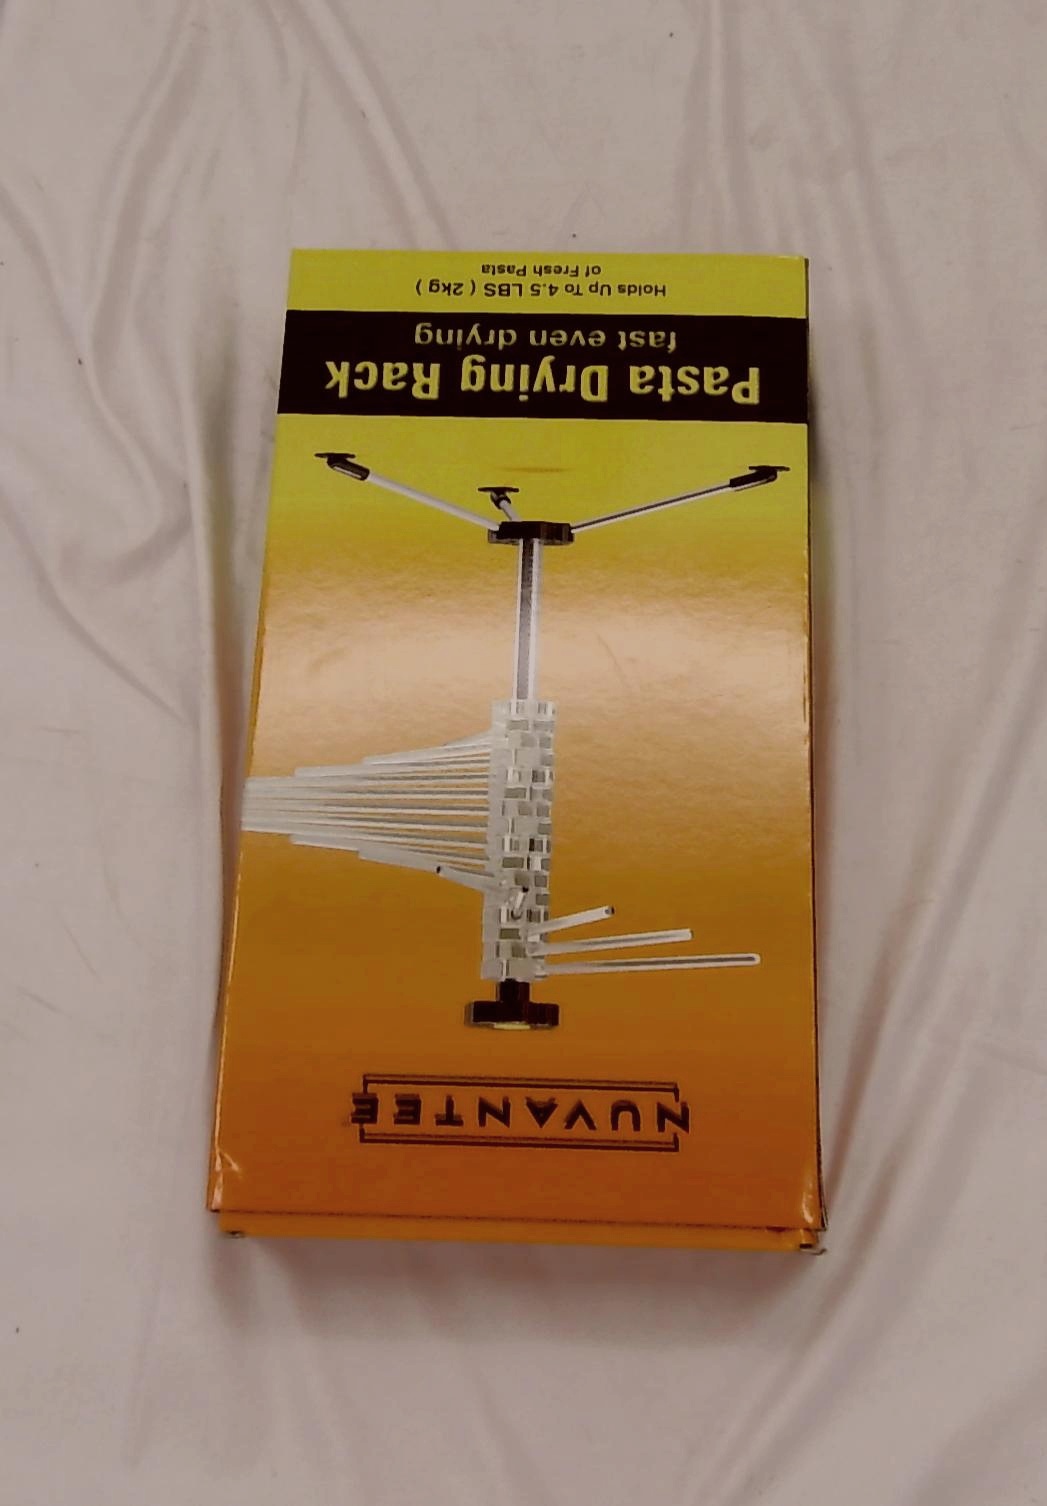 NUVANTEE
Pasta Drying Rack
fast even drying
Holds Up To 4.5 LBS ( 2kg )
of Fresh Pasta